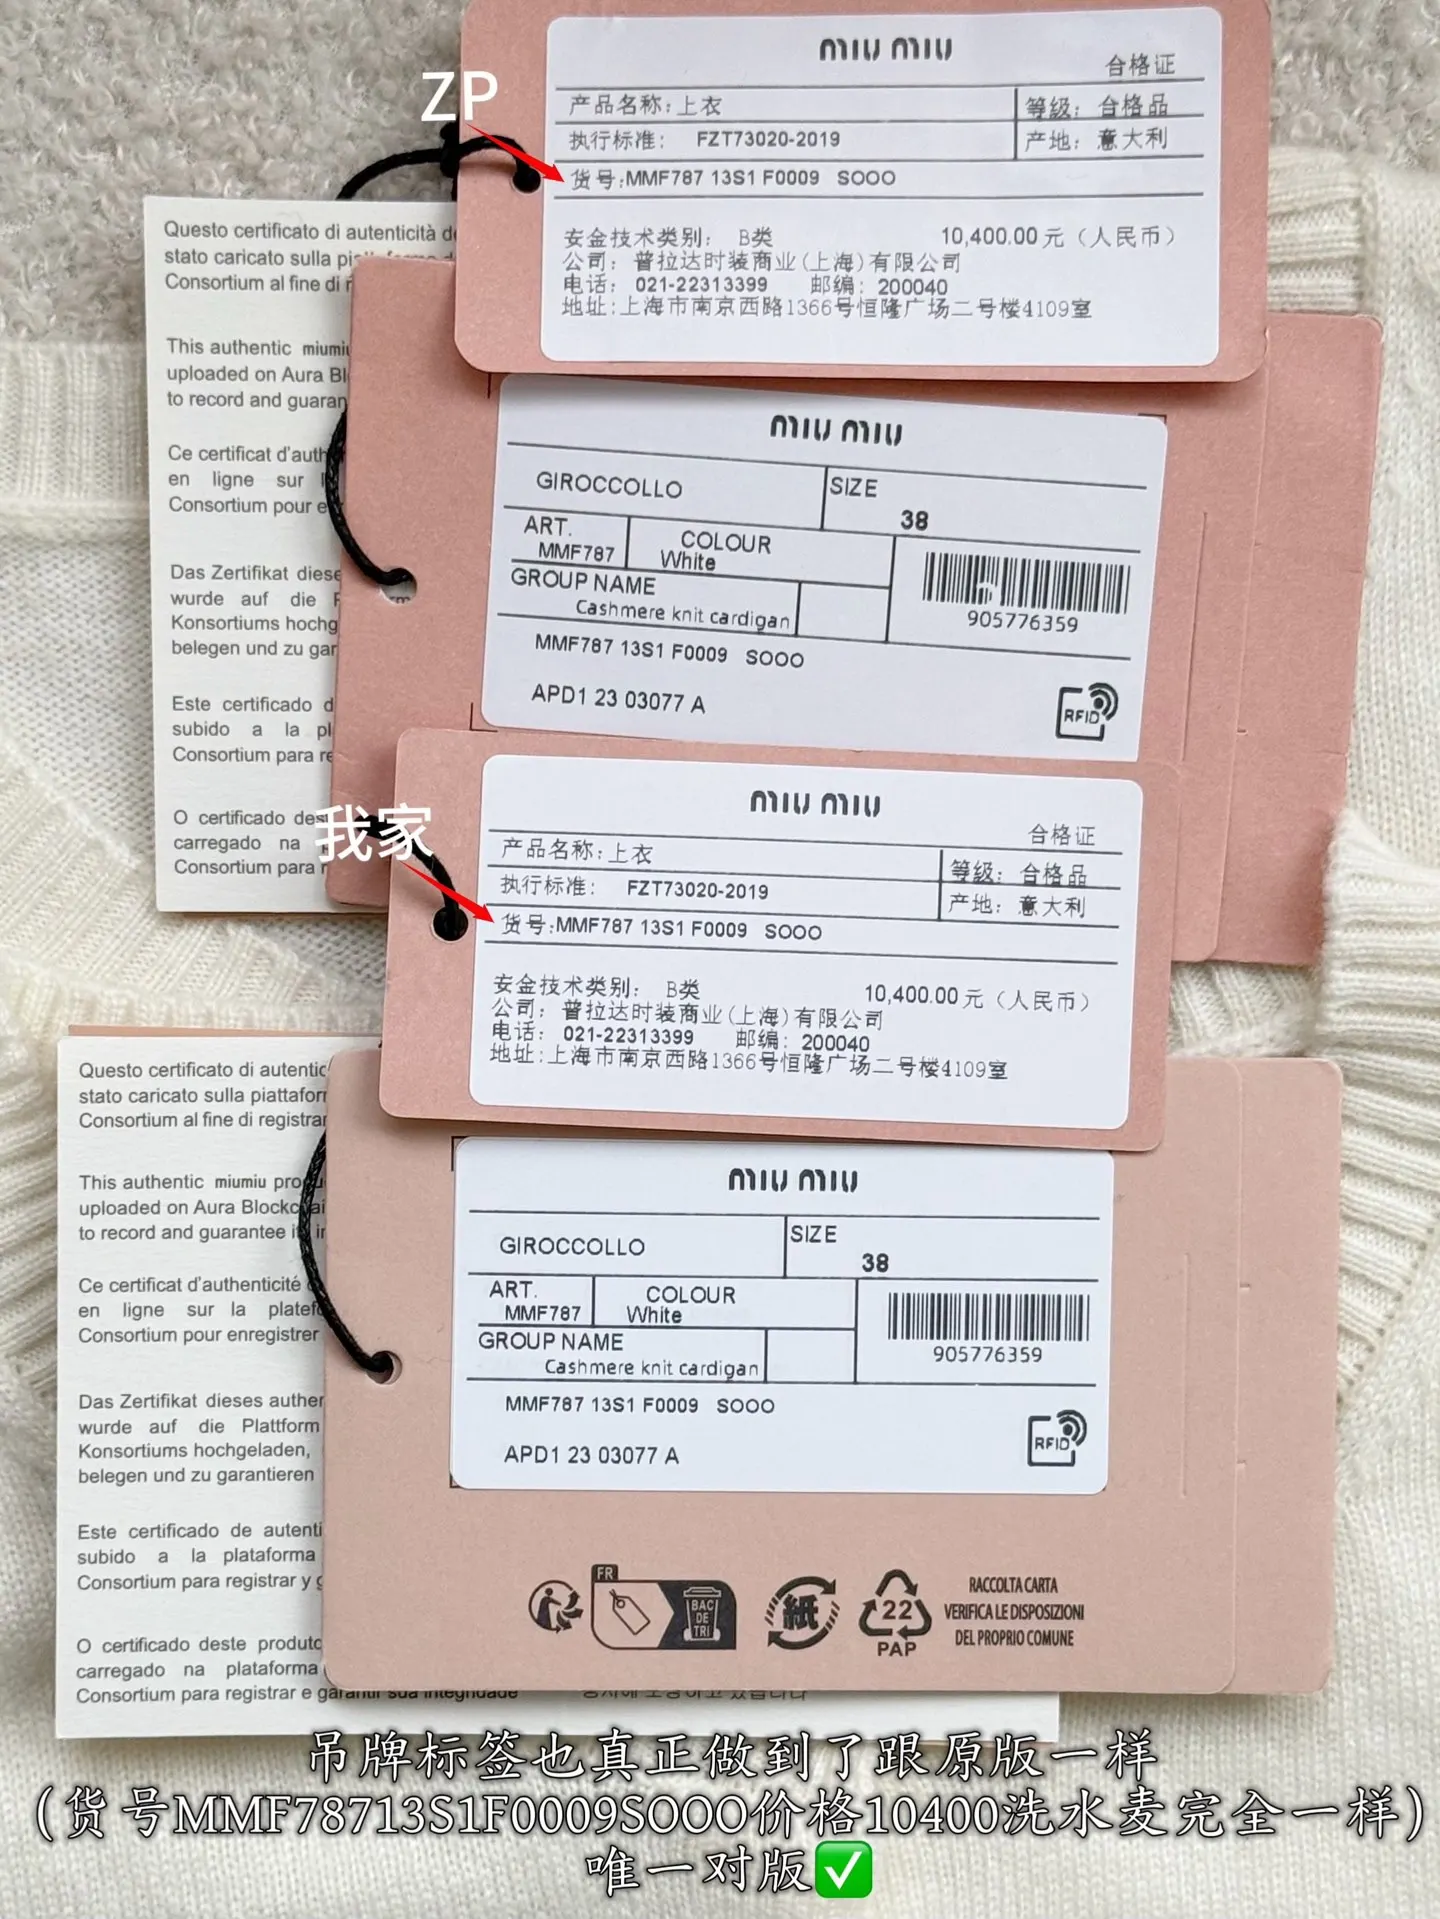 miu miu
合格证
ZP
产品名称:上衣
等级: 合格品
执行标准: FZT73020-2019
产地: 意大利
货号:MMF787 13S1 F0009 SOOO
安金技术类别: B类 10,400.00元(人民币)
公司: 普拉达时装商业(上海)有限公司
电话: 021-22313399 邮编: 200040
地址:上海市南京西路1366号恒隆广场二号楼4109室
Questo certificato di autenticità
stato caricato sulla
Consortium al fine di
This authentic miumiu
uploaded on Aura
to record and
Ce certificat
en ligne sur
Consortium pour
Das Zertifikat
wurde auf die
Konsortiums
belegen und zu
Este certificado
subido a la
Consortium para
O certificado
carregado na
Consortium para
miu miu
GIROCCOLLO
SIZE
38
ART.
MMF787
COLOUR
White
GROUP NAME
Cashmere knit cardigan
905776359
MMF787 13S1 F0009 SOOO
APD1 23 03077 A
RFID
miu miu
合格证
我家
产品名称:上衣
等级: 合格品
执行标准: FZT73020-2019
产地: 意大利
货号:MMF787 13S1 F0009 SOOO
安金技术类别: B类 10,400.00元(人民币)
公司: 普拉达时装商业(上海)有限公司
电话: 021-22313399 邮编: 200040
地址:上海市南京西路1366号恒隆广场二号楼4109室
Questo certificato di
stato caricato sulla
Consortium al fine di
This authentic miumiu
uploaded on Aura
to record and guarantee
Ce certificat d'authenticité
en ligne sur la
Consortium pour enregistrer
Das Zertifikat dieses
wurde auf die Plattform
Konsortiums hochgeladen,
belegen und zu garantieren
Este certificado de
subido a la plataforma
Consortium para registrar y
O certificado deste
carregado na plataforma
Consortium para registrar e garantir sua integridade
miu miu
GIROCCOLLO
SIZE
38
ART.
MMF787
COLOUR
White
GROUP NAME
Cashmere knit cardigan
905776359
MMF787 13S1 F0009 SOOO
APD1 23 03077 A
RFID
FR
BAC
DE
TRI
紙
22
PAP
RACCOLTA CARTA
VERIFICA LE DISPOSIZIONI
DEL PROPRIO COMUNE
吊牌标签也真正做到了跟原版一样
(货号MMF78713S1F0009SOOO价格10400洗水麦完全一样)
唯一对版✅